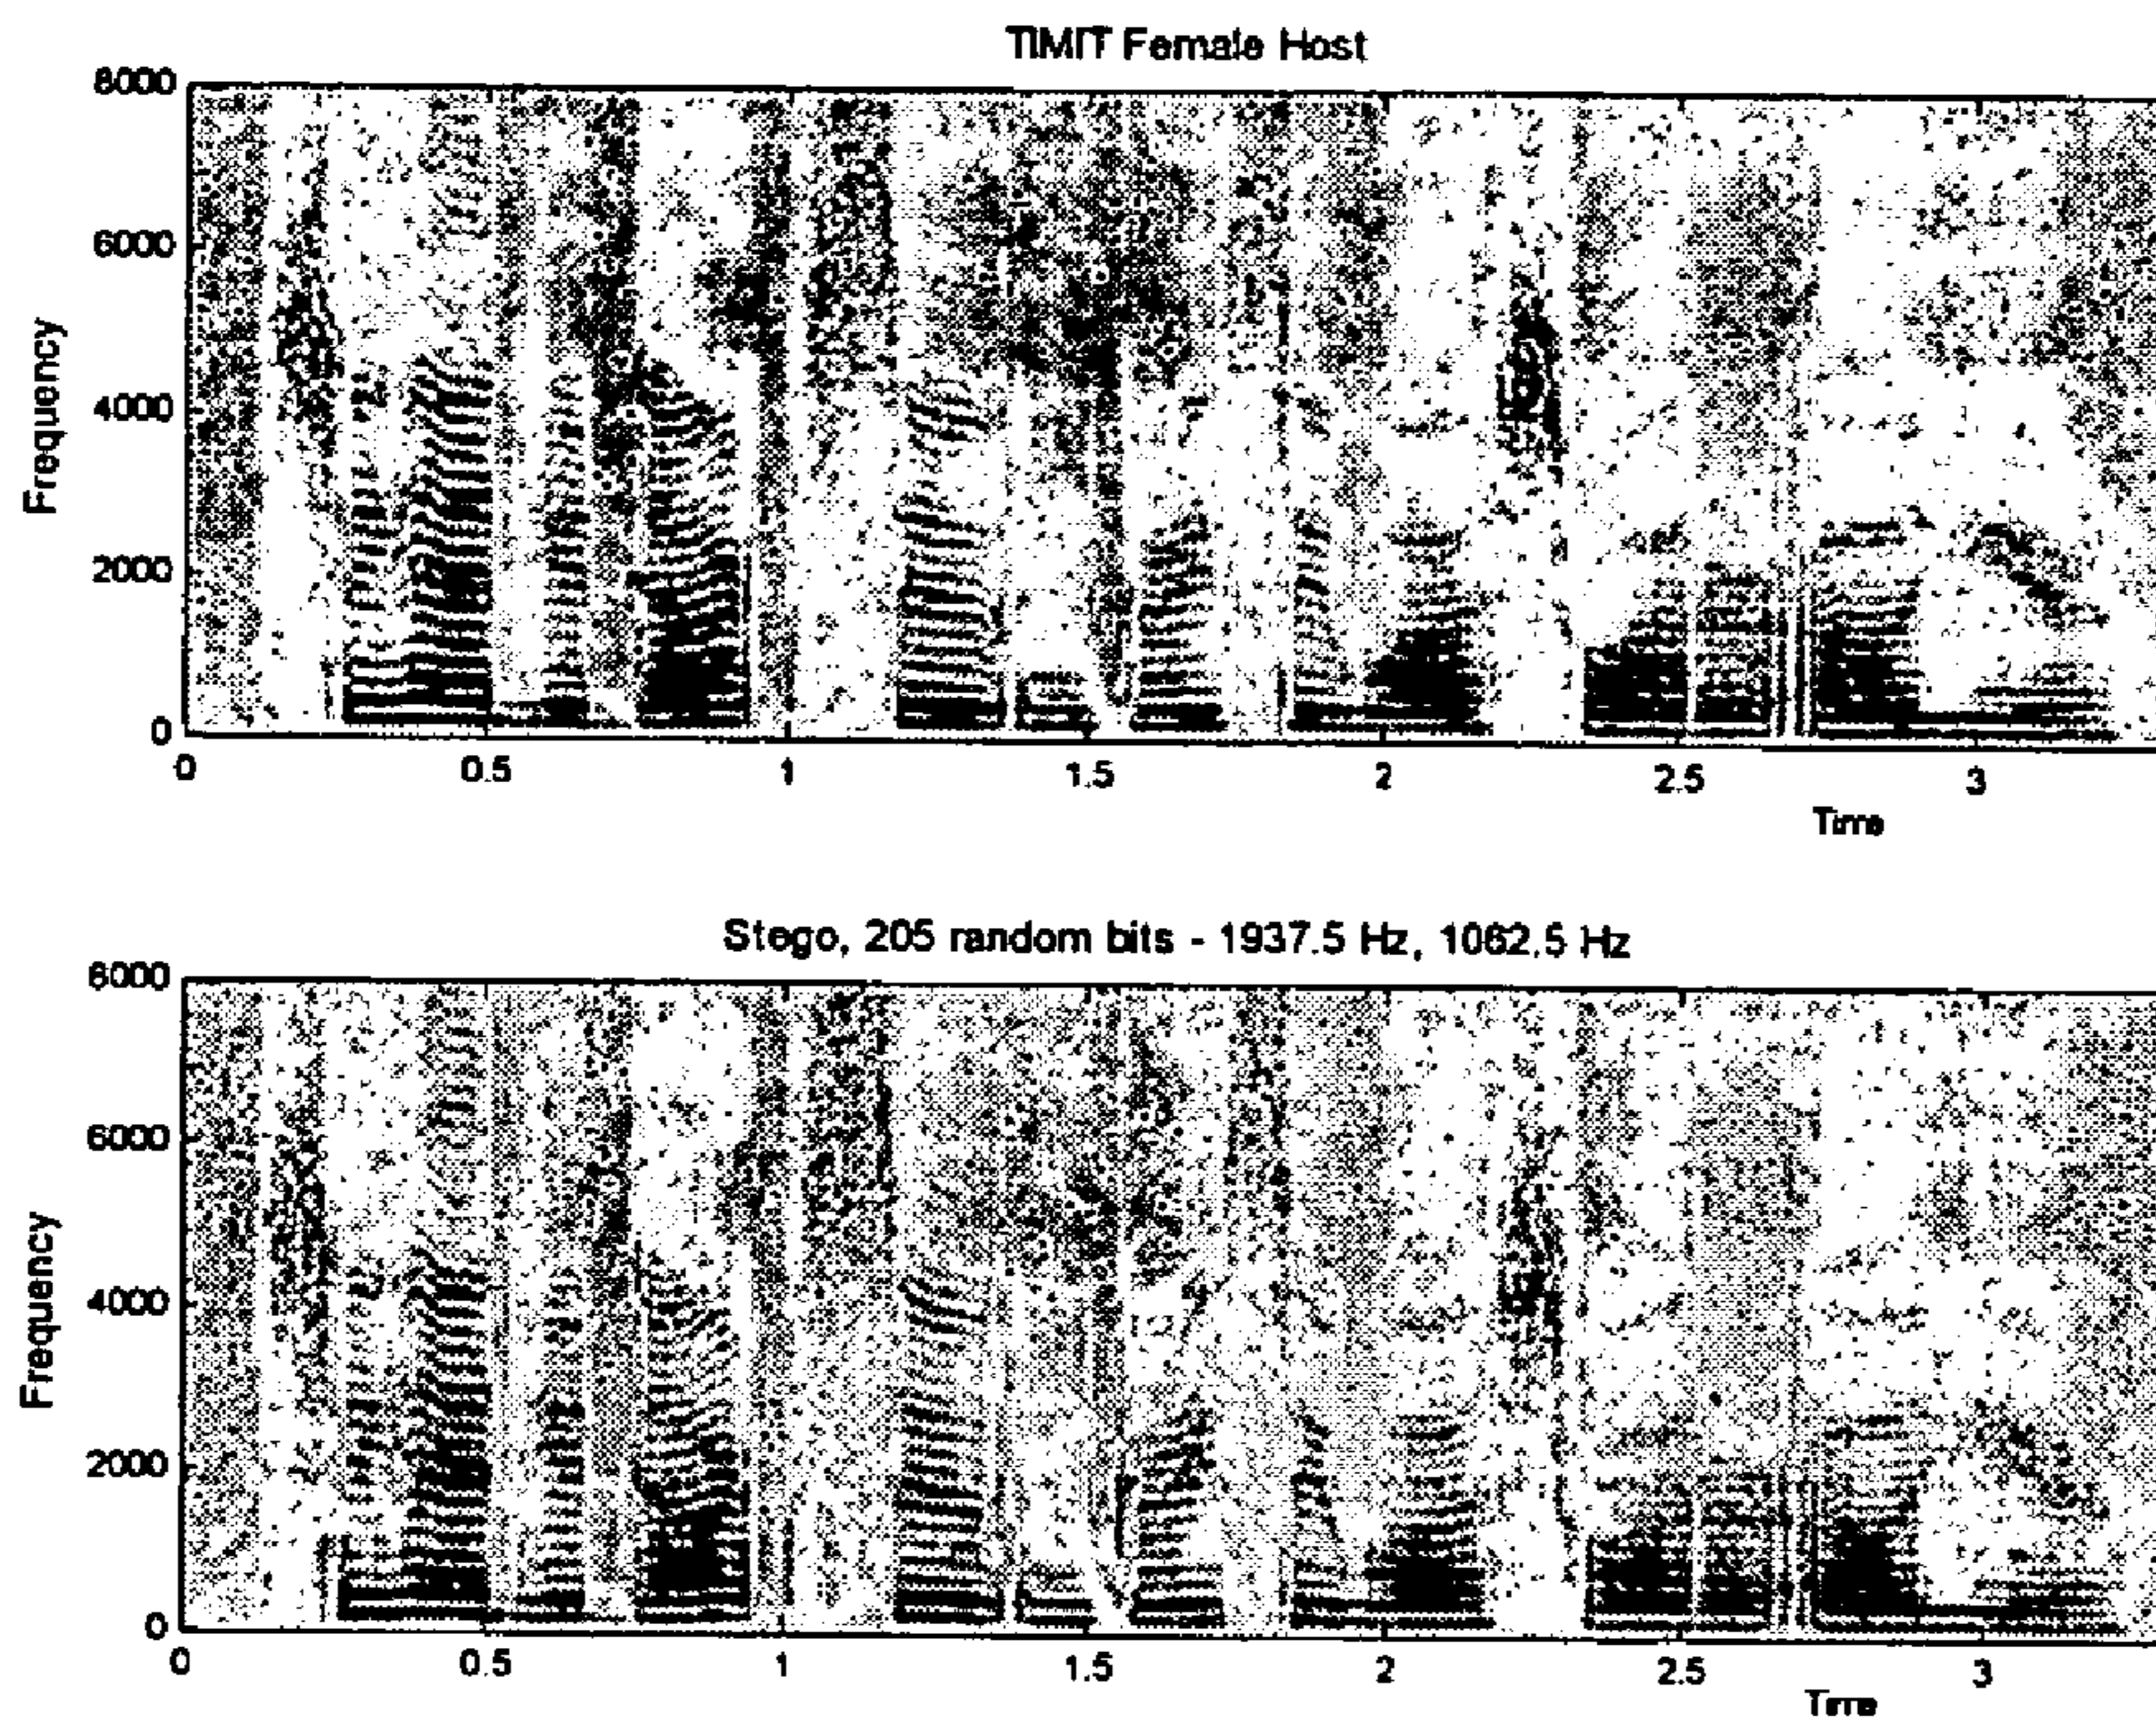 TIMIT Female Host
8000
6000
4000
2000
0
Frequency
0 0.5 1 1.5 2 2.5 3
Time
Stego, 205 random bits - 1937.5 Hz, 1062.5 Hz
8000
6000
4000
2000
0
Frequency
0 0.5 1 1.5 2 2.5 3
Time